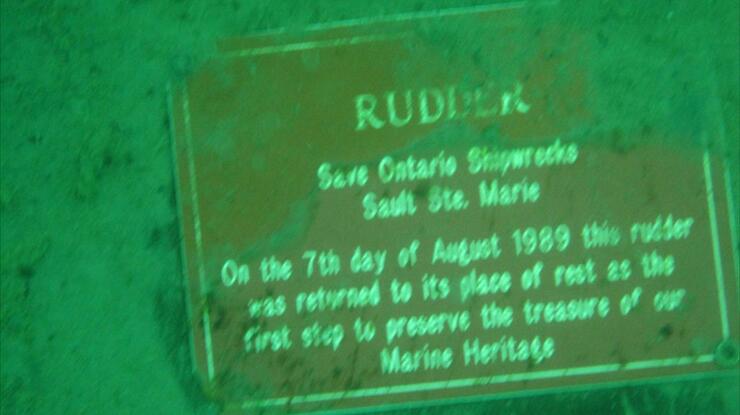 RUDDER
Save Ontario Shipwrecks
Sault Ste. Marie
On the 7th day of August 1989 this rudder
was returned to its place of rest as the
first step to preserve the treasure of our
Marine Heritage